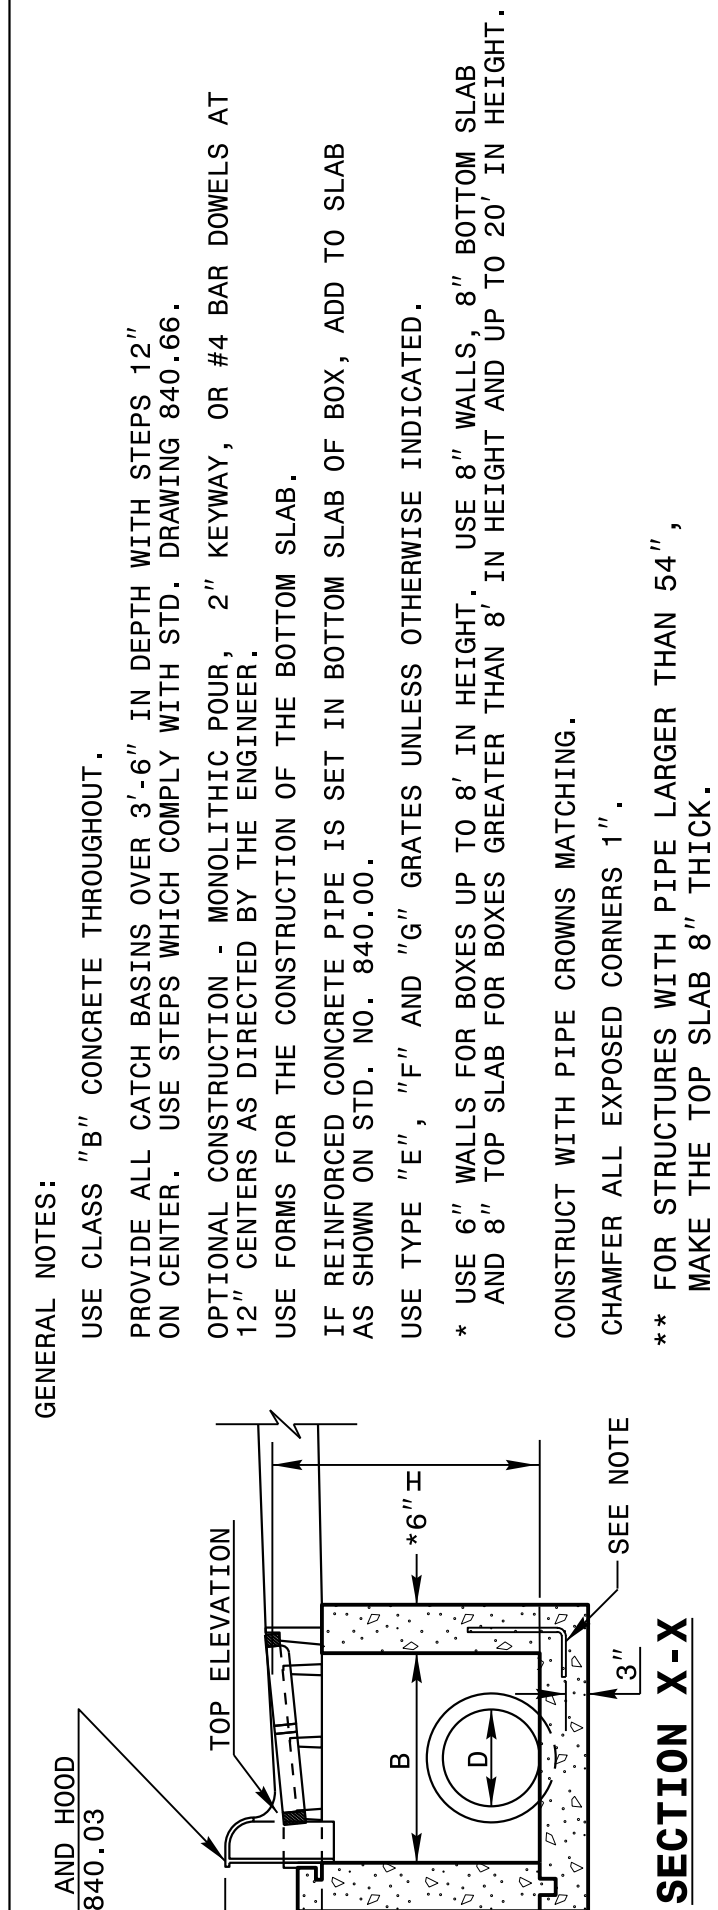 GENERAL NOTES:
USE CLASS "B" CONCRETE THROUGHOUT.
PROVIDE ALL CATCH BASINS OVER 3'-6" IN DEPTH WITH STEPS 12"
ON CENTER. USE STEPS WHICH COMPLY WITH STD. DRAWING 840.66.
OPTIONAL CONSTRUCTION - MONOLITHIC POUR, 2" KEYWAY, OR #4 BAR DOWELS AT
12" CENTERS AS DIRECTED BY THE ENGINEER.
USE FORMS FOR THE CONSTRUCTION OF THE BOTTOM SLAB.
IF REINFORCED CONCRETE PIPE IS SET IN BOTTOM SLAB OF BOX, ADD TO SLAB
AS SHOWN ON STD. NO. 840.00.
USE TYPE "E", "F" AND "G" GRATES UNLESS OTHERWISE INDICATED.
* USE 6" WALLS FOR BOXES UP TO 8' IN HEIGHT. USE 8" WALLS, 8" BOTTOM SLAB
AND 8" TOP SLAB FOR BOXES GREATER THAN 8' IN HEIGHT AND UP TO 20' IN HEIGHT.
CONSTRUCT WITH PIPE CROWNS MATCHING.
CHAMFER ALL EXPOSED CORNERS 1".
** FOR STRUCTURES WITH PIPE LARGER THAN 54",
MAKE THE TOP SLAB 8" THICK.
AND HOOD
840.03
TOP ELEVATION
H
*6"
B
D
SEE NOTE
3"
SECTION X-X